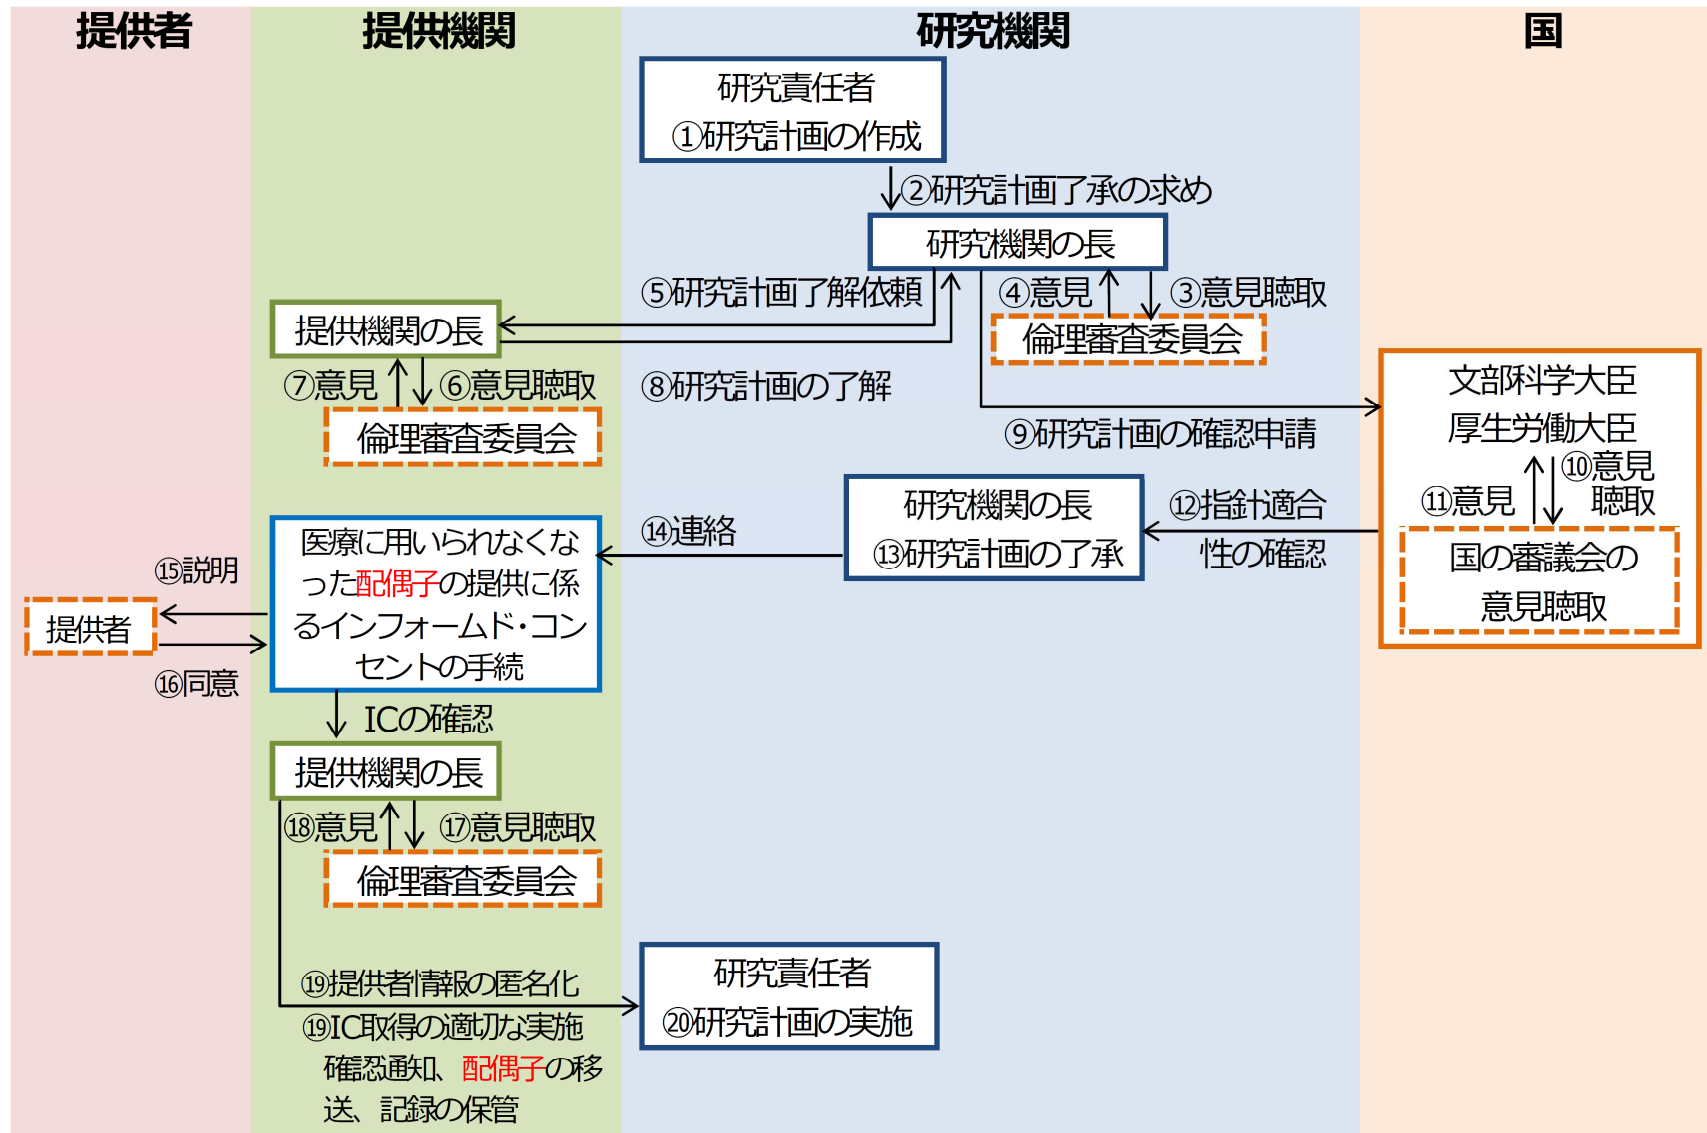 提供者
提供機関
研究機関
国
研究責任者
①研究計画の作成
②研究計画了承の求め
研究機関の長
⑤研究計画了解依頼
④意見
③意見聴取
倫理審査委員会
提供機関の長
⑦意見
⑥意見聴取
⑧研究計画の了解
倫理審査委員会
⑨研究計画の確認申請
文部科学大臣
厚生労働大臣
⑩意見
聴取
⑪意見
国の審議会の
意見聴取
⑫指針適合
性の確認
研究機関の長
⑬研究計画の了承
⑭連絡
医療に用いられなくな
った配偶子の提供に係
るインフォームド・コン
セントの手続
⑮説明
提供者
⑯同意
ICの確認
提供機関の長
⑱意見
⑰意見聴取
倫理審査委員会
⑲提供者情報の匿名化
⑲IC取得の適切な実施
確認通知、配偶子の移
送、記録の保管
研究責任者
⑳研究計画の実施